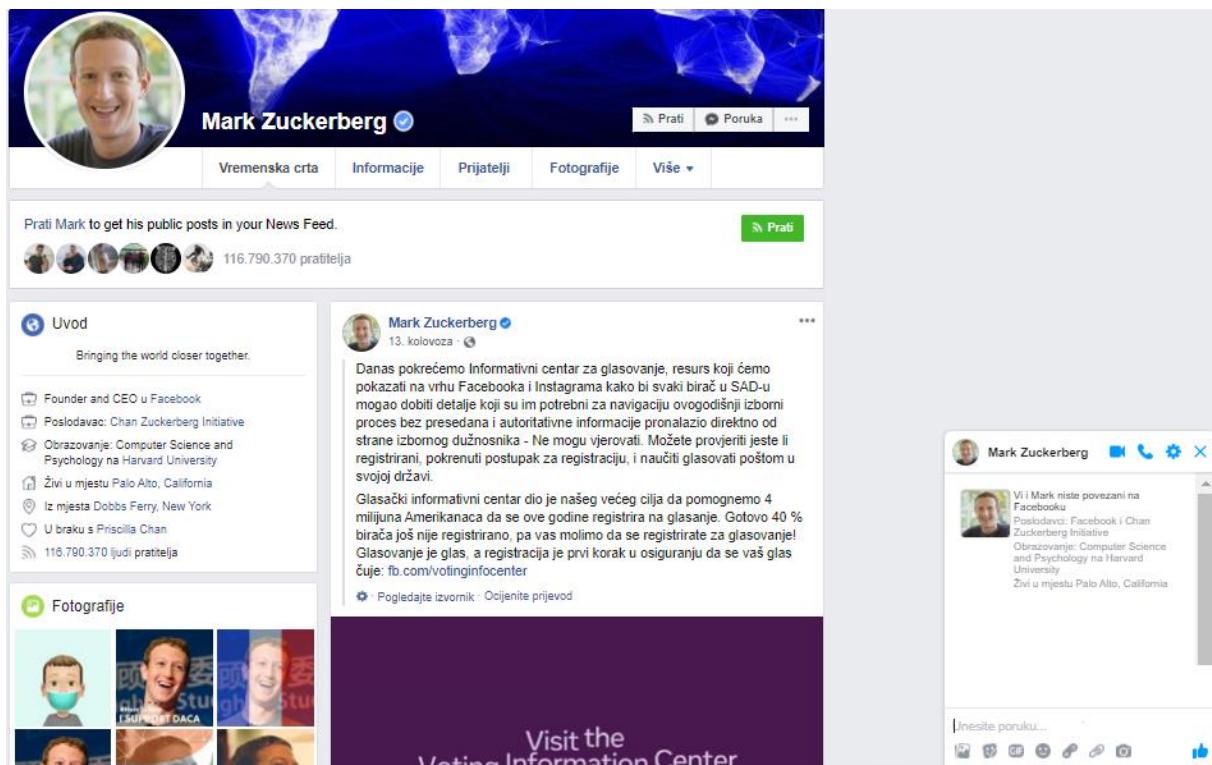 Mark Zuckerberg
Prati
Poruka
Vremenska crta
Informacije
Prijatelji
Fotografije
Više
Prati Mark to get his public posts in your News Feed.
Prati
116.790.370 pratitelja
Uvod
Bringing the world closer together.
Founder and CEO u Facebook
Poslodavac: Chan Zuckerberg Initiative
Obrazovanje: Computer Science and
Psychology na Harvard University
Živi u mjestu Palo Alto, California
Iz mjesta Dobbs Ferry, New York
U braku s Priscilla Chan
116.790.370 ljudi pratitelja
Fotografije
I SUPPORT DACA
Mark Zuckerberg
13. kolovoza ·
Danas pokrećemo Informativni centar za glasovanje, resurs koji ćemo
pokazati na vrhu Facebooka i Instagrama kako bi svaki birač u SAD-u
mogao dobiti detalje koji su im potrebni za navigaciju ovogodišnji izborni
proces bez presedana i autoritativne informacije pronalazio direktno od
strane izbornog dužnosnika - Ne mogu vjerovati. Možete provjeriti jeste li
registrirani, pokrenuti postupak za registraciju, i naučiti glasovati poštom u
svojoj državi.
Glasački informativni centar dio je našeg većeg cilja da pomognemo 4
milijuna Amerikanaca da se ove godine registrira na glasanje. Gotovo 40 %
birača još nije registrirano, pa vas molimo da se registrirate za glasovanje!
Glasovanje je glas, a registracija je prvi korak u osiguranju da se vaš glas
čuje: fb.com/votinginfocenter
· Pogledajte izvornik · Ocijenite prijevod
Visit the
Voting Information Center
Mark Zuckerberg
Vi i Mark niste povezani na
Facebooku
Poslodavci: Facebook i Chan
Zuckerberg Initiative
Obrazovanje: Computer Science
and Psychology na Harvard
University
Živi u mjestu Palo Alto, California
Unesite poruku...
GIF